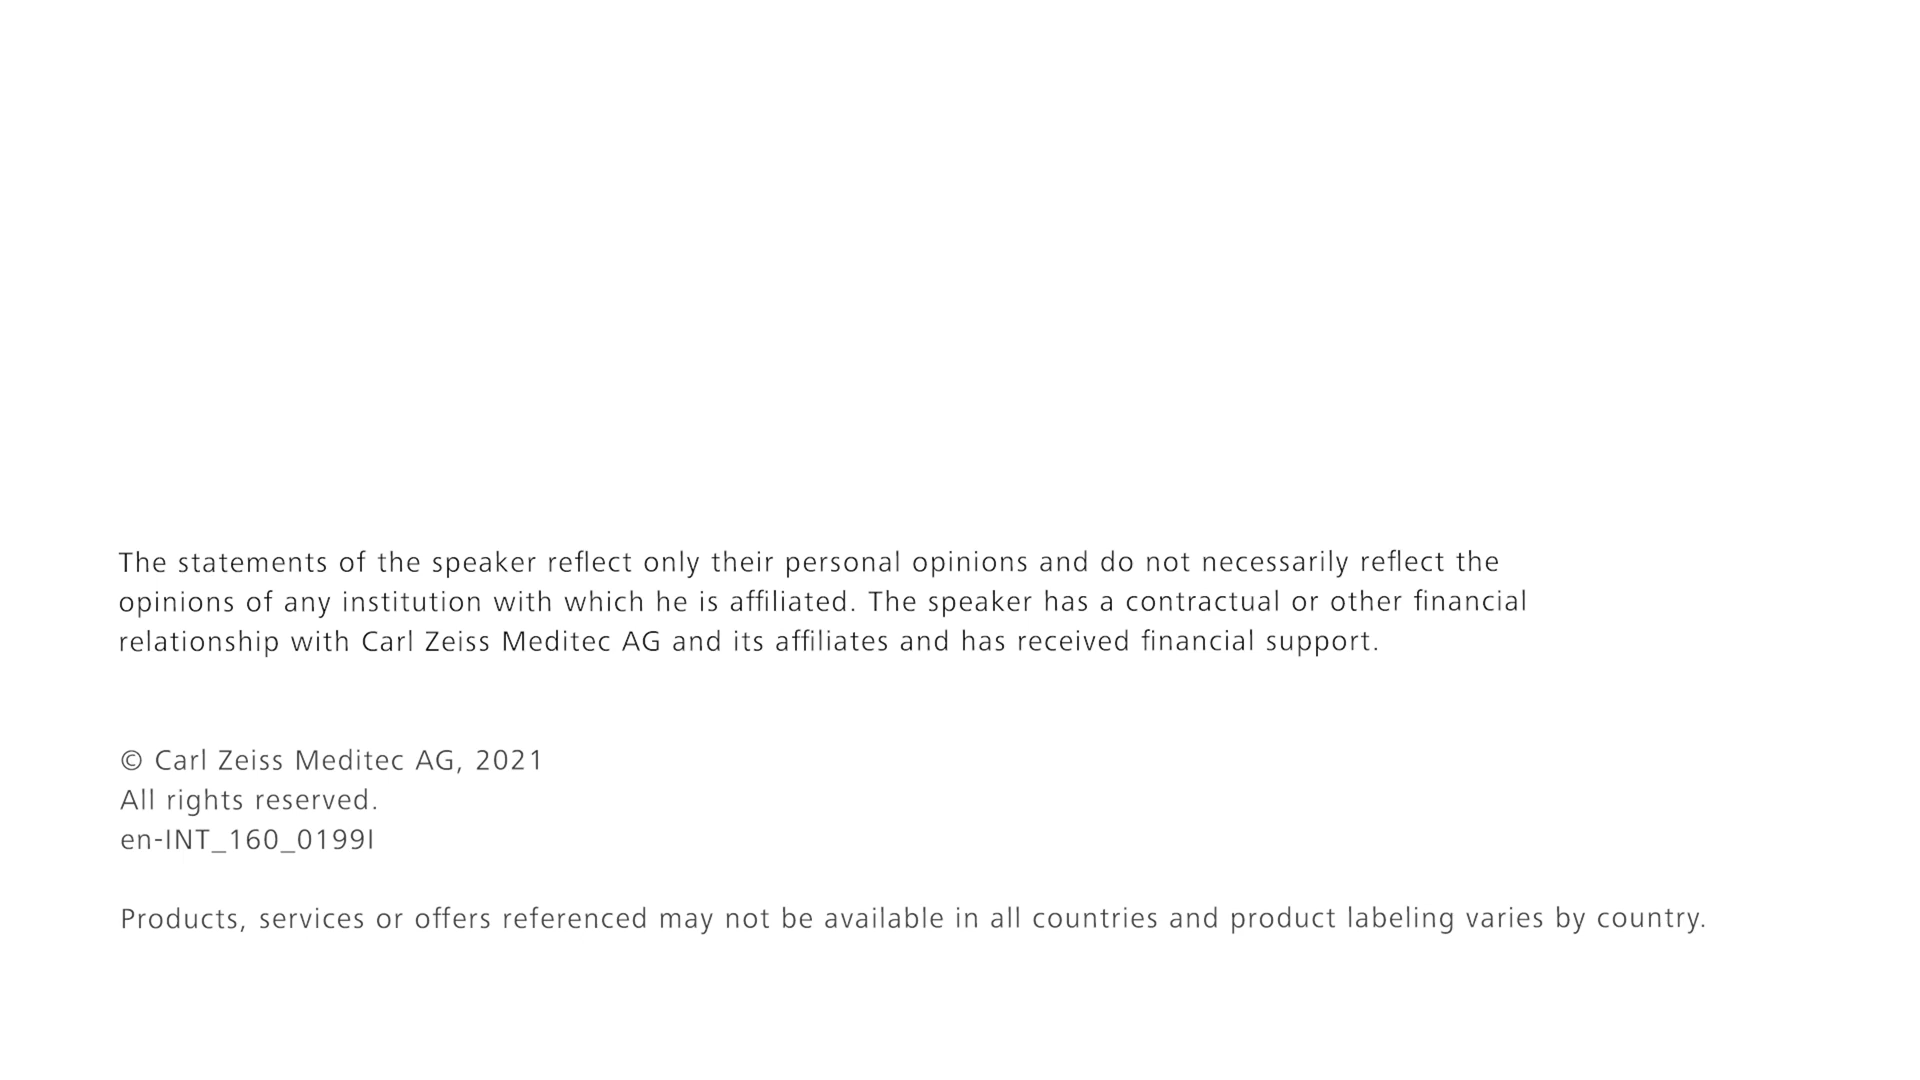 The statements of the speaker reflect only their personal opinions and do not necessarily reflect the
opinions of any institution with which he is affiliated. The speaker has a contractual or other financial
relationship with Carl Zeiss Meditec AG and its affiliates and has received financial support.
© Carl Zeiss Meditec AG, 2021
All rights reserved.
en-INT_160_0199I
Products, services or offers referenced may not be available in all countries and product labeling varies by country.